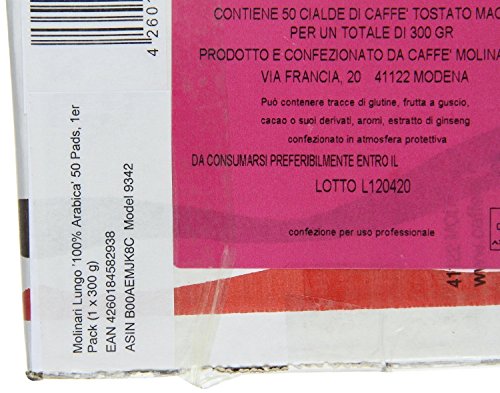 CONTIENE 50 CIALDE DI CAFFE' TOSTATO MAC
PER UN TOTALE DI 300 GR
PRODOTTO E CONFEZIONATO DA CAFFE' MOLINA
VIA FRANCIA, 20 41122 MODENA
Può contenere tracce di glutine, frutta a guscio,
cacao o suoi derivati, aromi, estratto di ginseng
confezionato in atmosfera protettiva
DA CONSUMARSI PREFERIBILMENTE ENTRO IL
LOTTO L120420
confezione per uso professionale
4 2601
Molinari Lungo '100% Arabica' 50 Pads, 1er
Pack (1 x 300 g)
EAN 4260184582938
ASIN B00AEMJK8C Model 9342